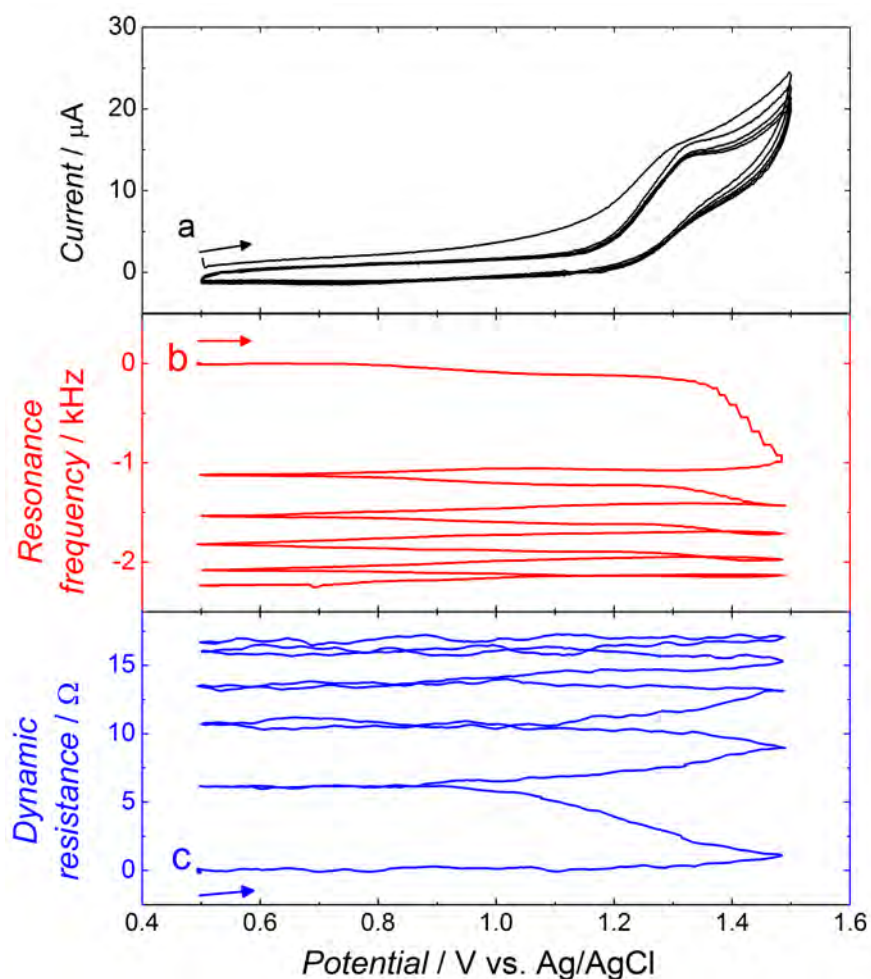 30
20
10
0
Current / μA
a
0
-1
-2
Resonance
frequency / kHz
b
15
10
5
0
Dynamic
resistance / Ω
c
0.4 0.6 0.8 1.0 1.2 1.4 1.6
Potential / V vs. Ag/AgCl